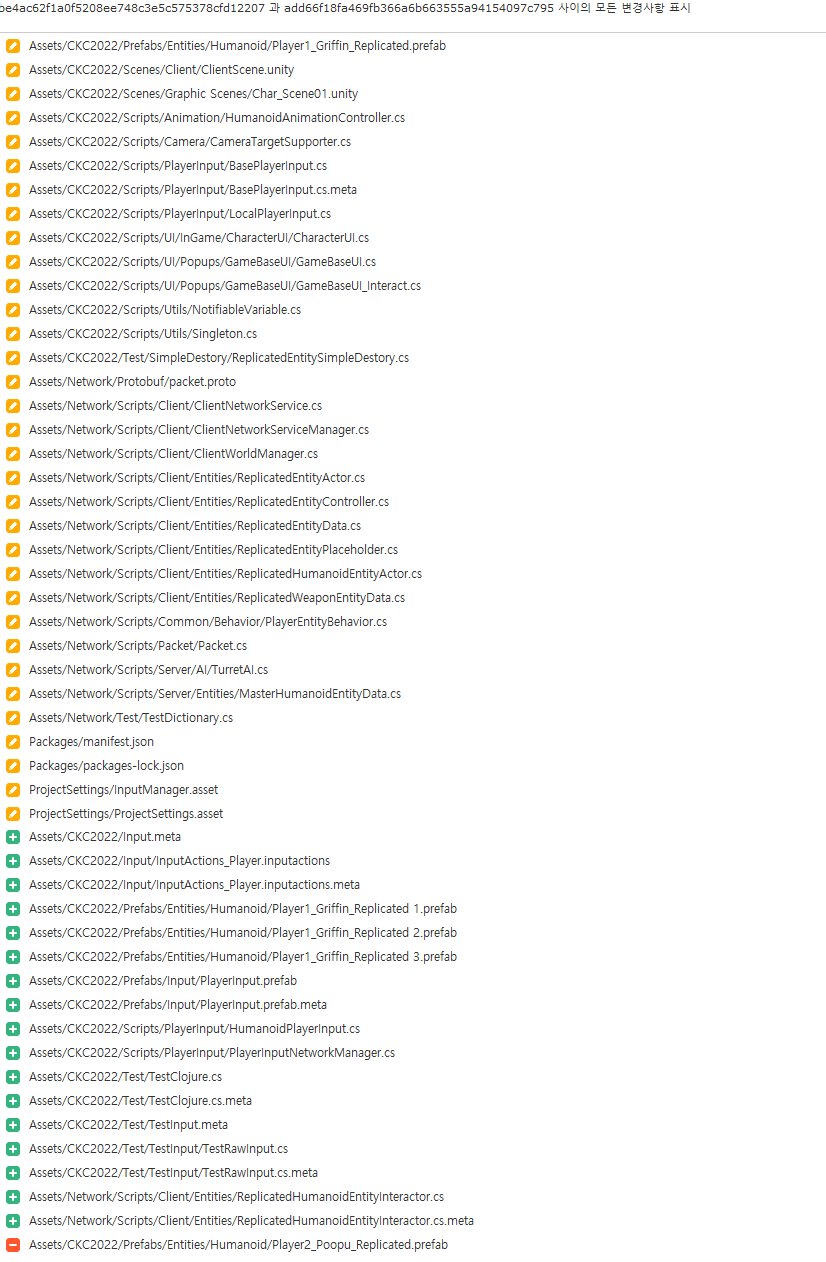 be4ac62f1a0f5208ee748c3e5c575378cfd12207 과 add66f18fa469fb366a6b663555a94154097c795 사이의 모든 변경사항 표시
Assets/CKC2022/Prefabs/Entities/Humanoid/Player1_Griffin_Replicated.prefab
Assets/CKC2022/Scenes/Client/ClientScene.unity
Assets/CKC2022/Scenes/Graphic Scenes/Char_Scene01.unity
Assets/CKC2022/Scripts/Animation/HumanoidAnimationController.cs
Assets/CKC2022/Scripts/Camera/CameraTargetSupporter.cs
Assets/CKC2022/Scripts/PlayerInput/BasePlayerInput.cs
Assets/CKC2022/Scripts/PlayerInput/BasePlayerInput.cs.meta
Assets/CKC2022/Scripts/PlayerInput/LocalPlayerInput.cs
Assets/CKC2022/Scripts/UI/InGame/CharacterUI/CharacterUI.cs
Assets/CKC2022/Scripts/UI/Popups/GameBaseUI/GameBaseUI.cs
Assets/CKC2022/Scripts/UI/Popups/GameBaseUI/GameBaseUI_Interact.cs
Assets/CKC2022/Scripts/Utils/NotifiableVariable.cs
Assets/CKC2022/Scripts/Utils/Singleton.cs
Assets/CKC2022/Test/SimpleDestory/ReplicatedEntitySimpleDestory.cs
Assets/Network/Protobuf/packet.proto
Assets/Network/Scripts/Client/ClientNetworkService.cs
Assets/Network/Scripts/Client/ClientNetworkServiceManager.cs
Assets/Network/Scripts/Client/ClientWorldManager.cs
Assets/Network/Scripts/Client/Entities/ReplicatedEntityActor.cs
Assets/Network/Scripts/Client/Entities/ReplicatedEntityController.cs
Assets/Network/Scripts/Client/Entities/ReplicatedEntityData.cs
Assets/Network/Scripts/Client/Entities/ReplicatedEntityPlaceholder.cs
Assets/Network/Scripts/Client/Entities/ReplicatedHumanoidEntityActor.cs
Assets/Network/Scripts/Client/Entities/ReplicatedWeaponEntityData.cs
Assets/Network/Scripts/Common/Behavior/PlayerEntityBehavior.cs
Assets/Network/Scripts/Packet/Packet.cs
Assets/Network/Scripts/Server/AI/TurretAI.cs
Assets/Network/Scripts/Server/Entities/MasterHumanoidEntityData.cs
Assets/Network/Test/TestDictionary.cs
Packages/manifest.json
Packages/packages-lock.json
ProjectSettings/InputManager.asset
ProjectSettings/ProjectSettings.asset
Assets/CKC2022/Input.meta
Assets/CKC2022/Input/InputActions_Player.inputactions
Assets/CKC2022/Input/InputActions_Player.inputactions.meta
Assets/CKC2022/Prefabs/Entities/Humanoid/Player1_Griffin_Replicated 1.prefab
Assets/CKC2022/Prefabs/Entities/Humanoid/Player1_Griffin_Replicated 2.prefab
Assets/CKC2022/Prefabs/Entities/Humanoid/Player1_Griffin_Replicated 3.prefab
Assets/CKC2022/Prefabs/Input/PlayerInput.prefab
Assets/CKC2022/Prefabs/Input/PlayerInput.prefab.meta
Assets/CKC2022/Scripts/PlayerInput/HumanoidPlayerInput.cs
Assets/CKC2022/Scripts/PlayerInput/PlayerInputNetworkManager.cs
Assets/CKC2022/Test/TestClojure.cs
Assets/CKC2022/Test/TestClojure.cs.meta
Assets/CKC2022/Test/TestInput.meta
Assets/CKC2022/Test/TestInput/TestRawInput.cs
Assets/CKC2022/Test/TestInput/TestRawInput.cs.meta
Assets/Network/Scripts/Client/Entities/ReplicatedHumanoidEntityInteractor.cs
Assets/Network/Scripts/Client/Entities/ReplicatedHumanoidEntityInteractor.cs.meta
Assets/CKC2022/Prefabs/Entities/Humanoid/Player2_Poopu_Replicated.prefab